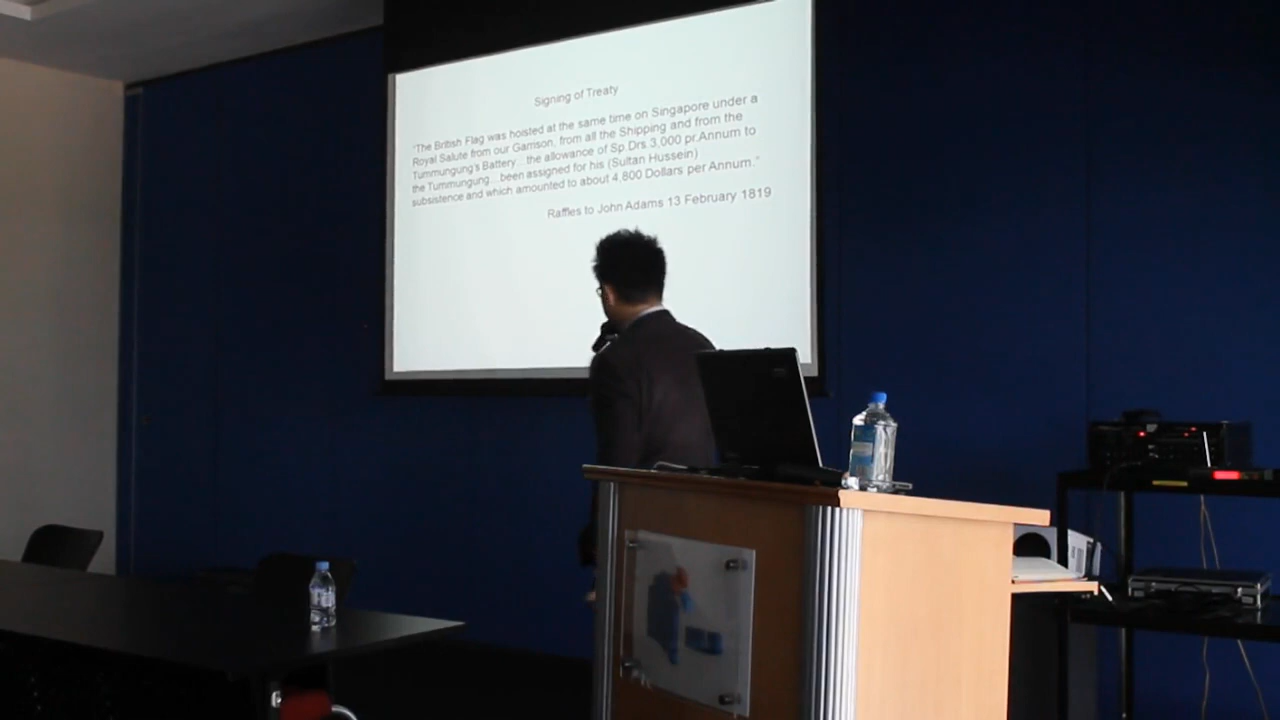 Signing of Treaty
“The British Flag was hoisted at the same time on Singapore under a
Royal Salute from our Garrison, from all the Shipping and from the
Tummungung's Battery...the allowance of Sp.Drs.3,000 pr.Annum to
the Tummungung...been assigned for his (Sultan Hussein)
subsistence and which amounted to about 4,800 Dollars per Annum.”
Raffles to John Adams 13 February 1819